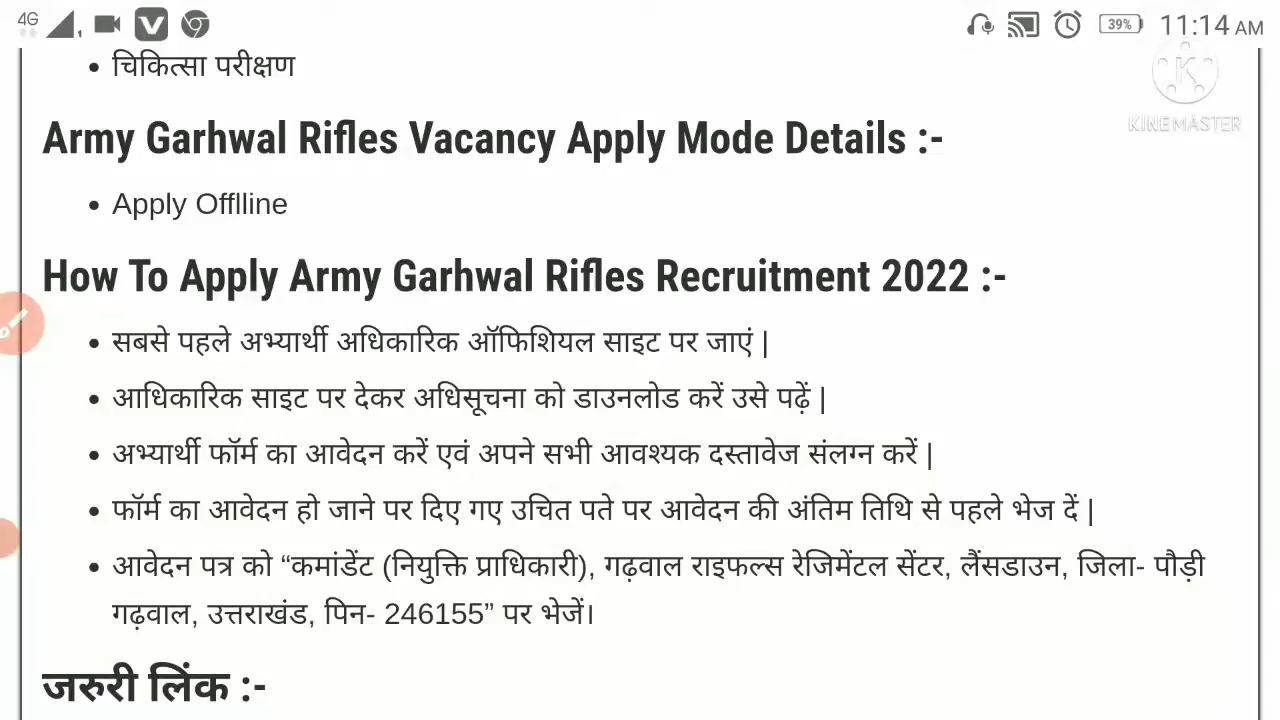 4G
39%
11:14 AM
• चिकित्सा परीक्षण
KINEMASTER
Army Garhwal Rifles Vacancy Apply Mode Details :-
• Apply Offlline
How To Apply Army Garhwal Rifles Recruitment 2022 :-
• सबसे पहले अभ्यार्थी अधिकारिक ऑफिशियल साइट पर जाएं |
• आधिकारिक साइट पर देकर अधिसूचना को डाउनलोड करें उसे पढ़ें |
• अभ्यार्थी फॉर्म का आवेदन करें एवं अपने सभी आवश्यक दस्तावेज संलग्न करें |
• फॉर्म का आवेदन हो जाने पर दिए गए उचित पते पर आवेदन की अंतिम तिथि से पहले भेज दें |
• आवेदन पत्र को “कमांडेंट (नियुक्ति प्राधिकारी), गढ़वाल राइफल्स रेजिमेंटल सेंटर, लैंसडाउन, जिला- पौड़ी
गढ़वाल, उत्तराखंड, पिन- 246155” पर भेजें।
जरुरी लिंक :-